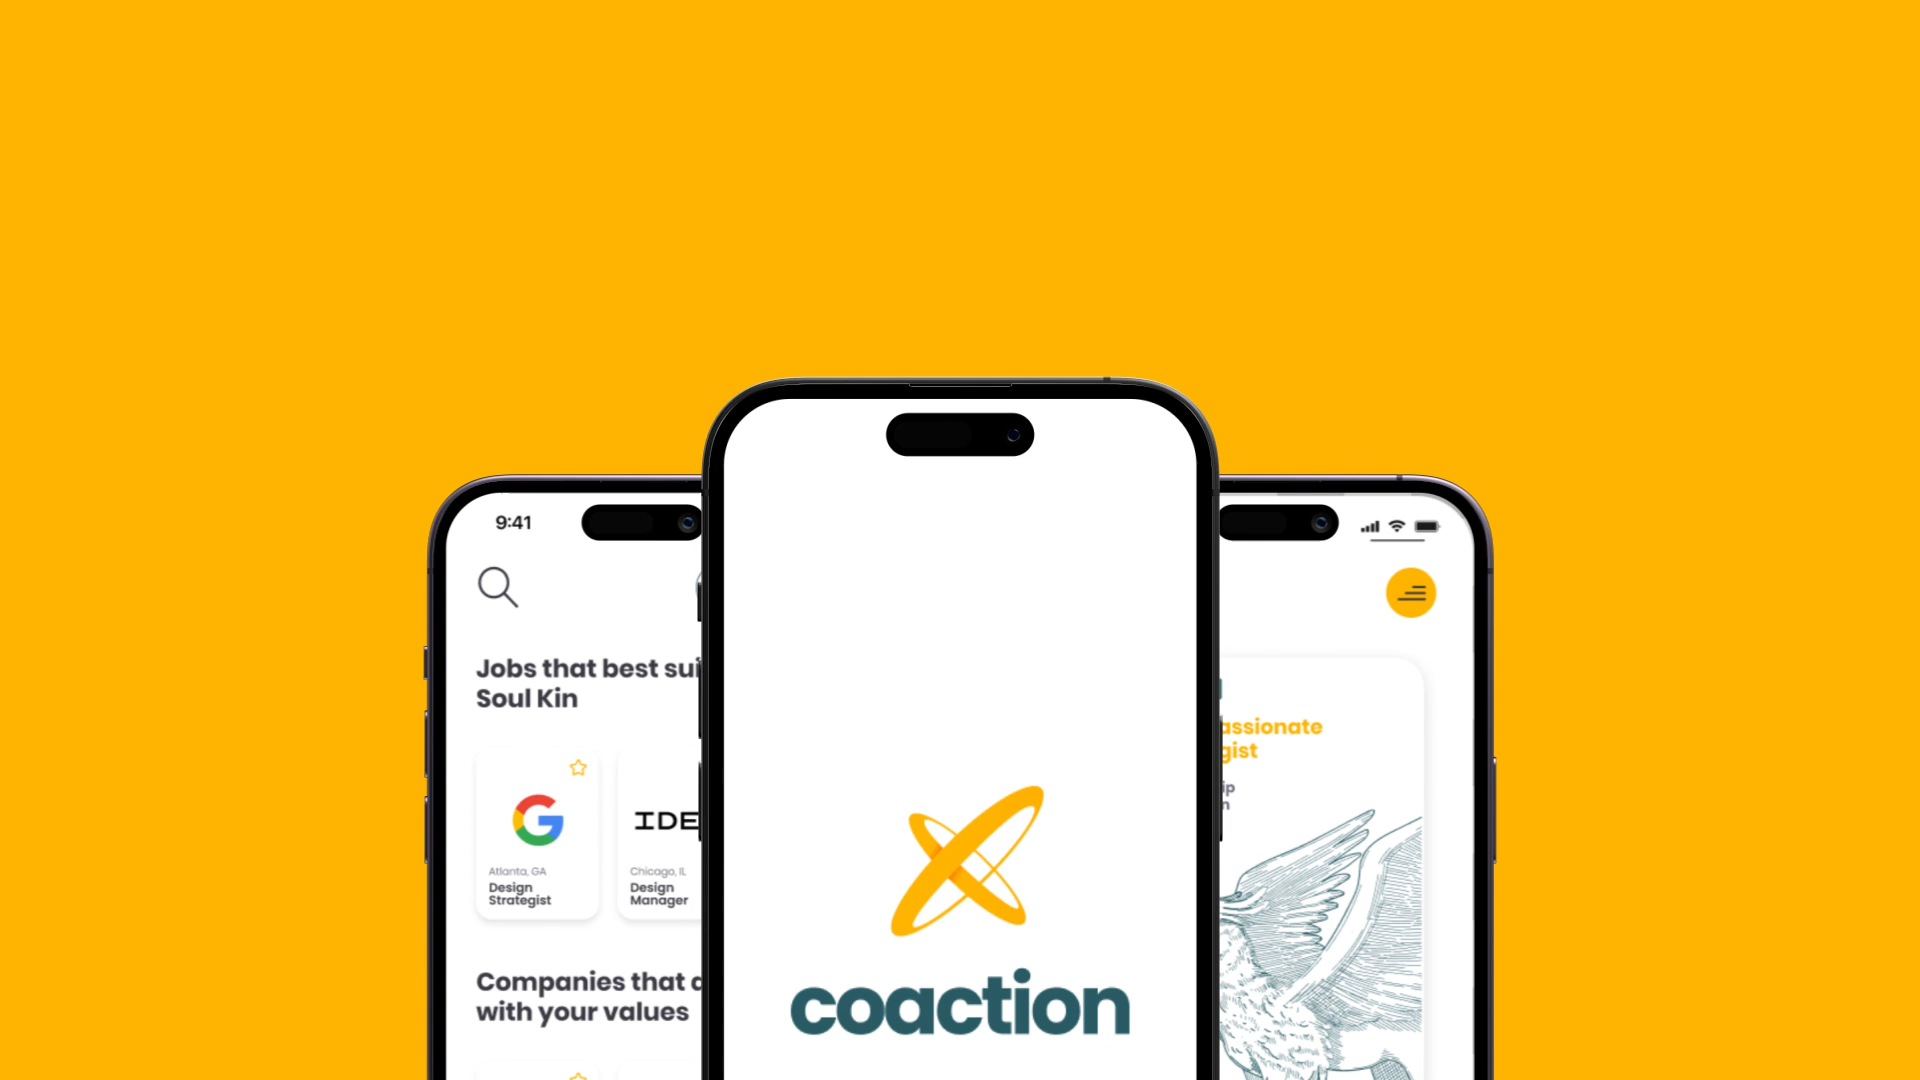 9:41
Jobs that best sui
Soul Kin
Atlanta, GA
Design
Strategist
IDE
Chicago, IL
Design
Manager
Companies that a
with your values
coaction
assionate
gist
ip
n